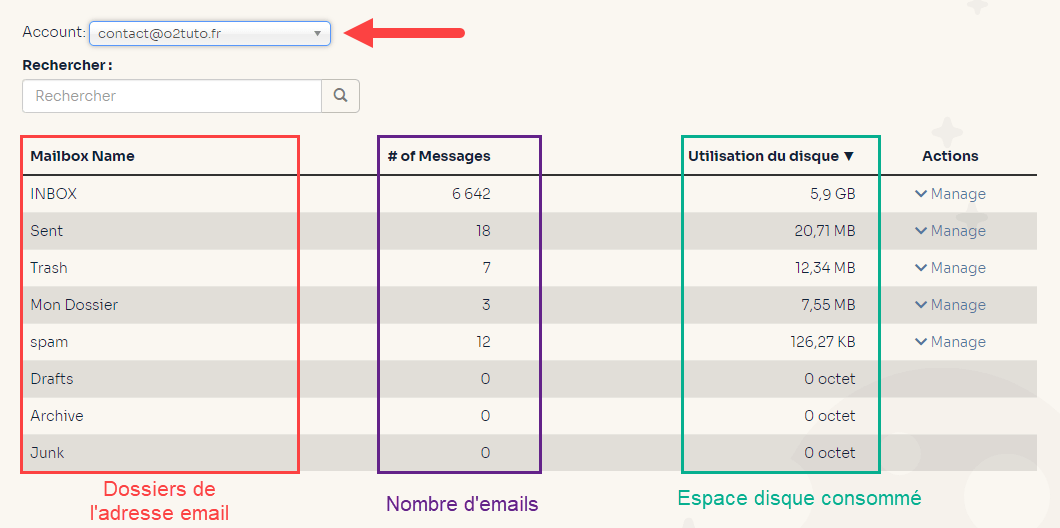 Account: contact@o2tuto.fr ▼
Rechercher :
Rechercher
Mailbox Name # of Messages Utilisation du disque ▼ Actions
INBOX 6 642 5,9 GB Manage
Sent 18 20,71 MB Manage
Trash 7 12,34 MB Manage
Mon Dossier 3 7,55 MB Manage
spam 12 126,27 KB Manage
Drafts 0 0 octet
Archive 0 0 octet
Junk 0 0 octet
Dossiers de
l'adresse email
Nombre d'emails
Espace disque consommé